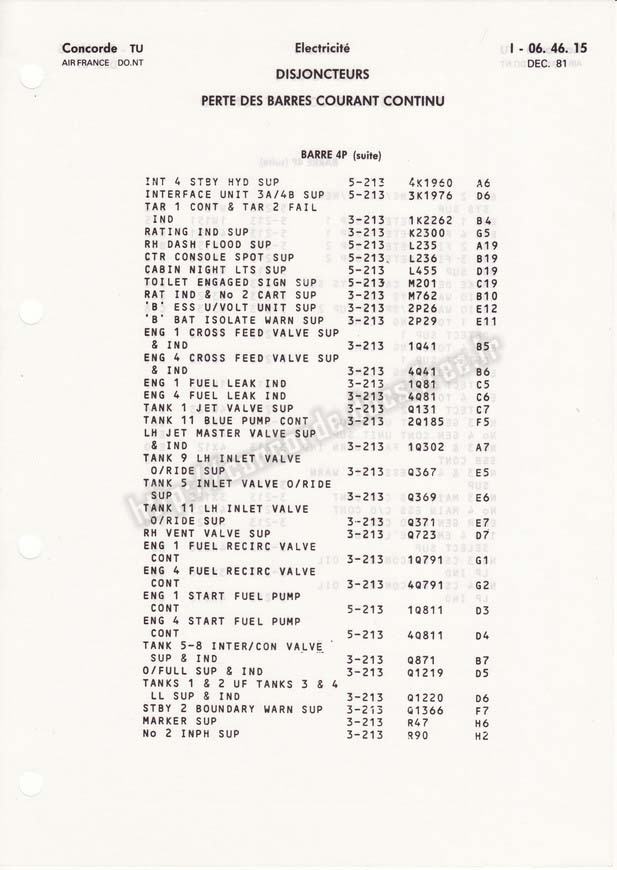 Concorde TU
AIR FRANCE DO.NT
Electricité
I - 06. 46. 15
DEC. 81
DISJONCTEURS
PERTE DES BARRES COURANT CONTINU
BARRE 4P (suite)
INT 4 STBY HYD SUP 5-213 4K1960 A6
INTERFACE UNIT 3A/4B SUP 5-213 3K1976 D6
TAR 1 CONT & TAR 2 FAIL
IND 3-213 1K2262 B4
RATING IND SUP 3-213 K2300 G5
RH DASH FLOOD SUP 5-213 L235 A19
CTR CONSOLE SPOT SUP 5-213 L236 B19
CABIN NIGHT LTS SUP 5-213 L455 D19
TOILET ENGAGED SIGN SUP 5-213 M201 C19
RAT IND & No 2 CART SUP 3-213 M762 B10
'B' ESS U/VOLT UNIT SUP 3-213 2P26 E12
'B' BAT ISOLATE WARN SUP 3-213 2P29 E11
ENG 1 CROSS FEED VALVE SUP
& IND 3-213 1Q41 B5
ENG 4 CROSS FEED VALVE SUP
& IND 3-213 4Q41 B6
ENG 1 FUEL LEAK IND 3-213 1Q81 C5
ENG 4 FUEL LEAK IND 3-213 4Q81 C6
TANK 1 JET VALVE SUP 3-213 Q131 C7
TANK 11 BLUE PUMP CONT 3-213 2Q185 F5
LH JET MASTER VALVE SUP
& IND 3-213 1Q302 A7
TANK 9 LH INLET VALVE
O/RIDE SUP 3-213 Q367 E5
TANK 5 INLET VALVE O/RIDE
SUP 3-213 Q369 E6
TANK 11 LH INLET VALVE
O/RIDE SUP 3-213 Q371 E7
RH VENT VALVE SUP 3-213 Q723 D7
ENG 1 FUEL RECIRC VALVE
CONT 3-213 1Q791 G1
ENG 4 FUEL RECIRC VALVE
CONT 3-213 4Q791 G2
ENG 1 START FUEL PUMP
CONT 5-213 1Q811 D3
ENG 4 START FUEL PUMP
CONT 5-213 4Q811 D4
TANK 5-8 INTER/CON VALVE
SUP & IND 3-213 Q871 B7
O/FULL SUP & IND 3-213 Q1219 D5
TANKS 1 & 2 UF TANKS 3 & 4
LL SUP & IND 3-213 Q1220 D6
STBY 2 BOUNDARY WARN SUP 3-213 Q1366 F7
MARKER SUP 3-213 R47 H6
No 2 INPH SUP 3-213 R90 H2